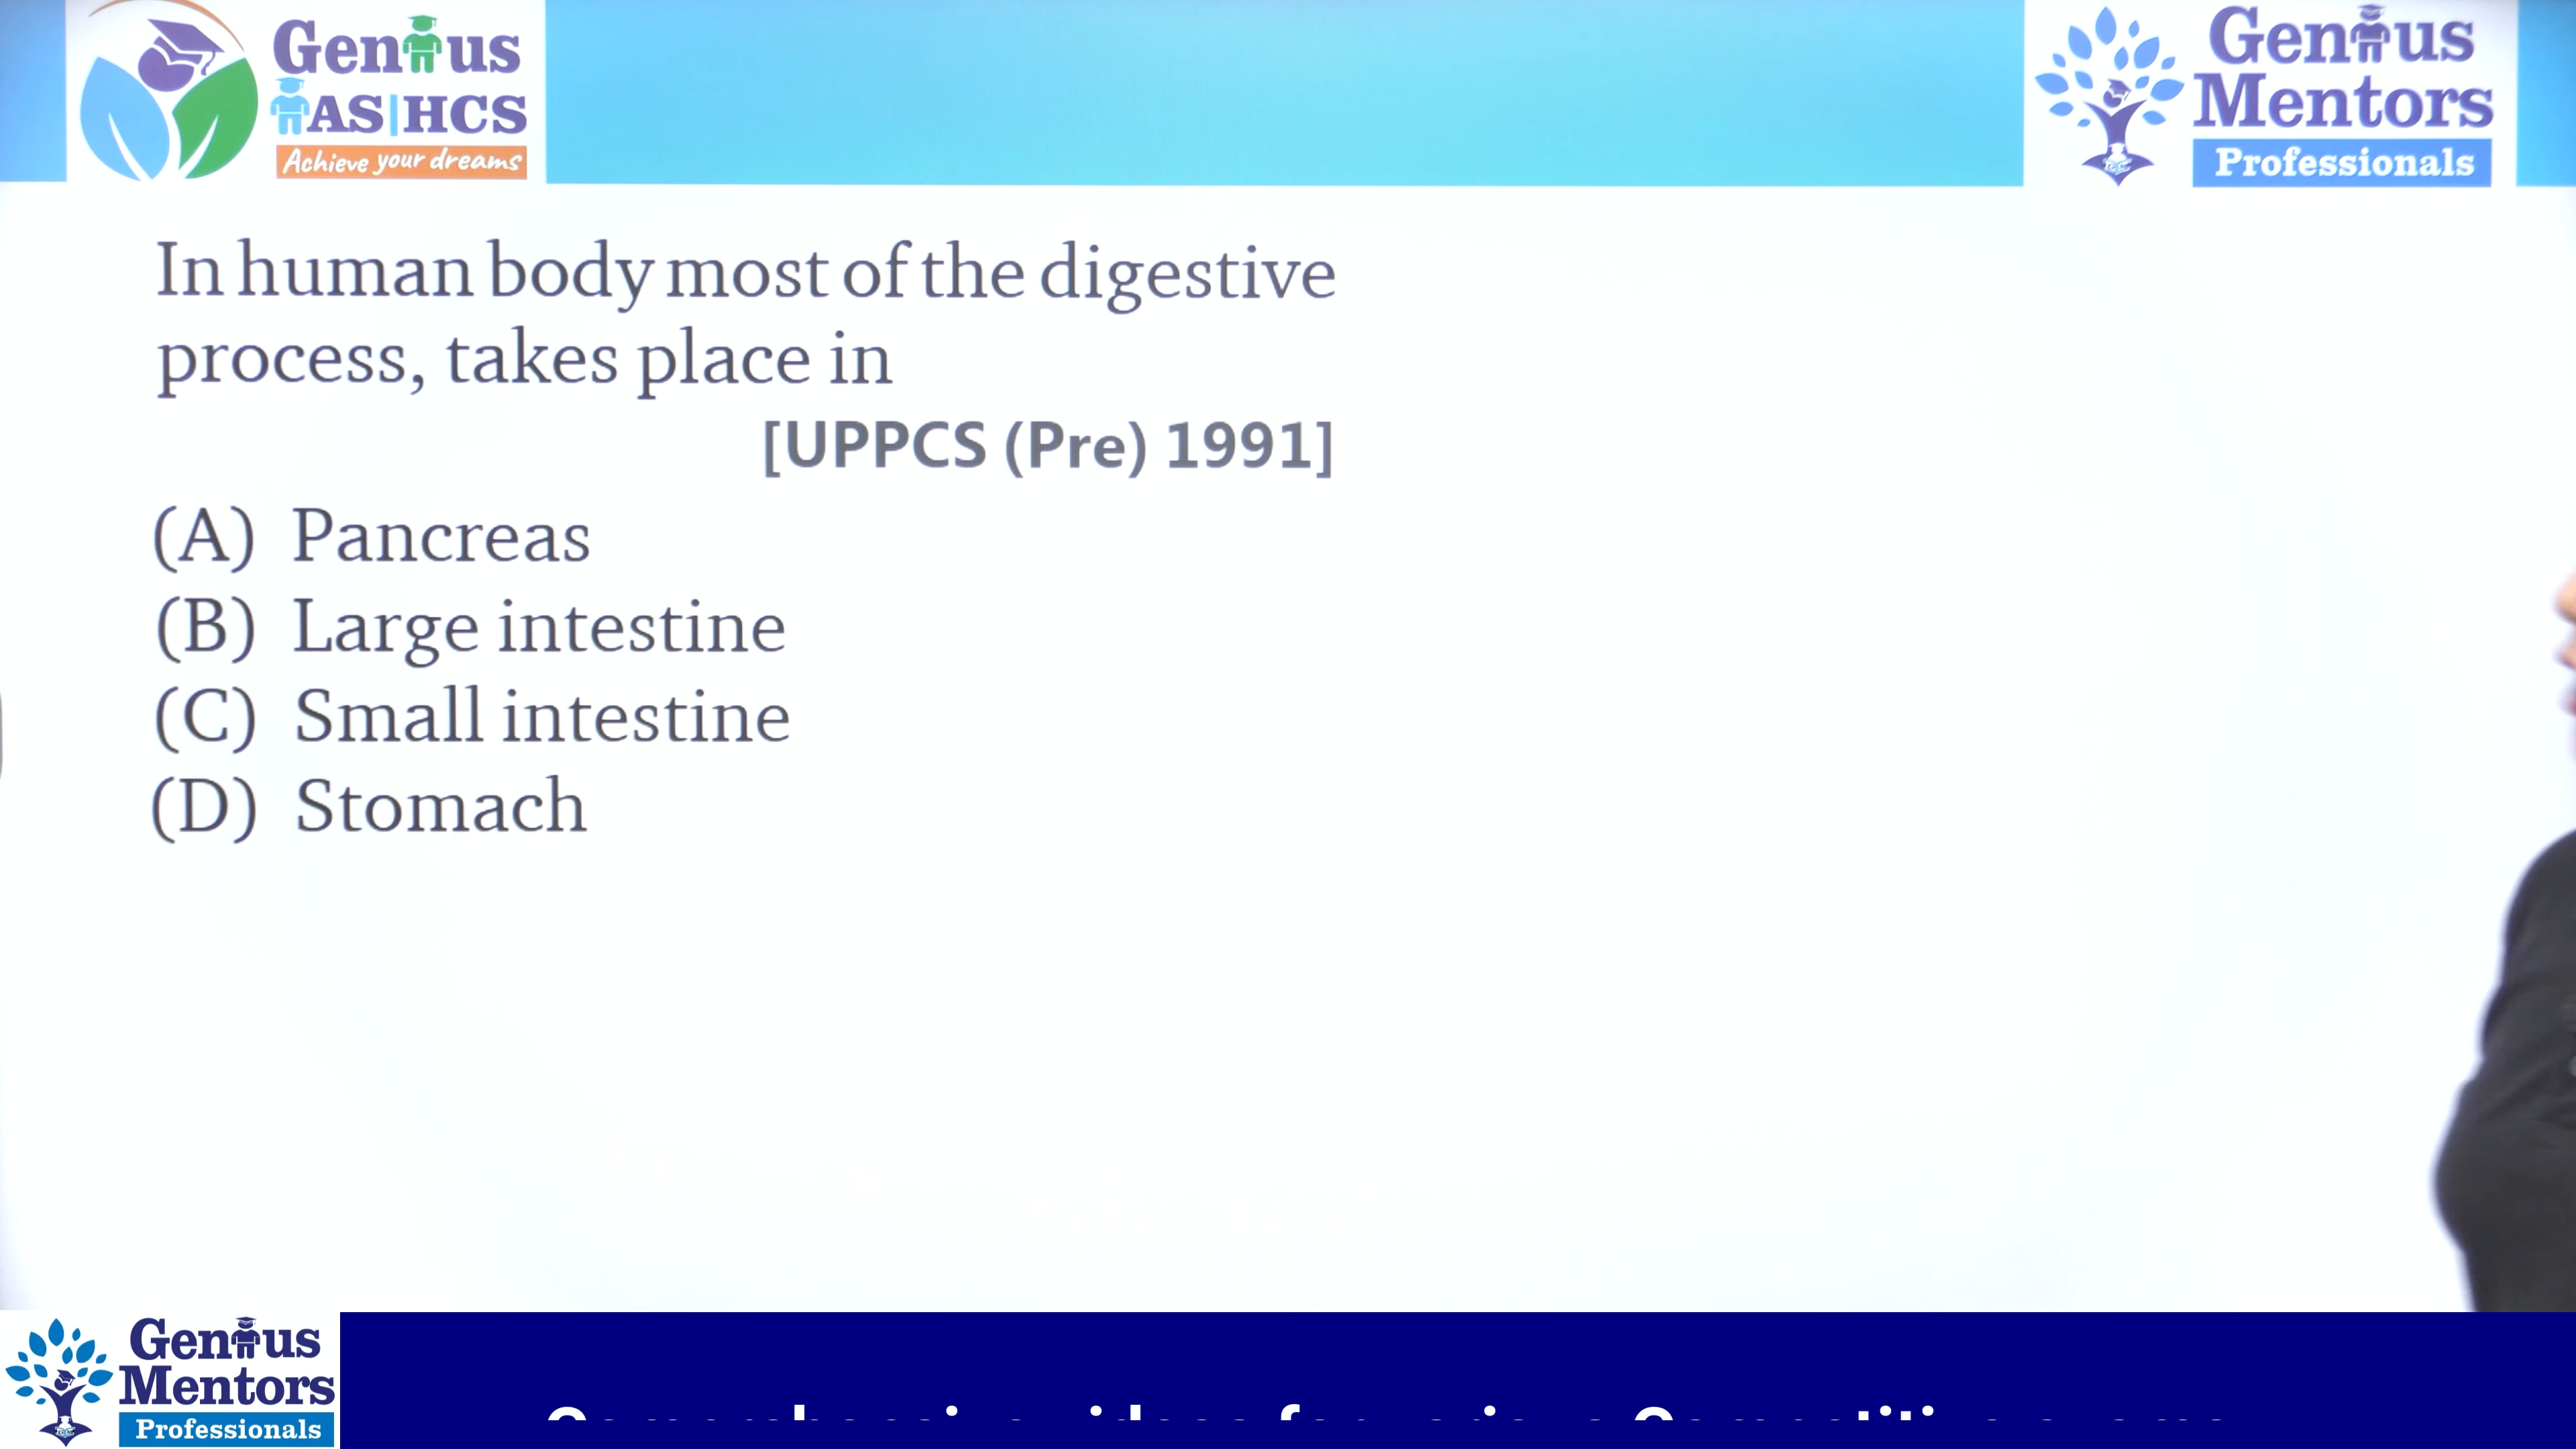 Genius
IAS|HCS
Achieve your dreams
Genius
Mentors
Professionals
In human body most of the digestive
process, takes place in
[UPPCS (Pre) 1991]
(A) Pancreas
(B) Large intestine
(C) Small intestine
(D) Stomach
Genius
Mentors
Professionals